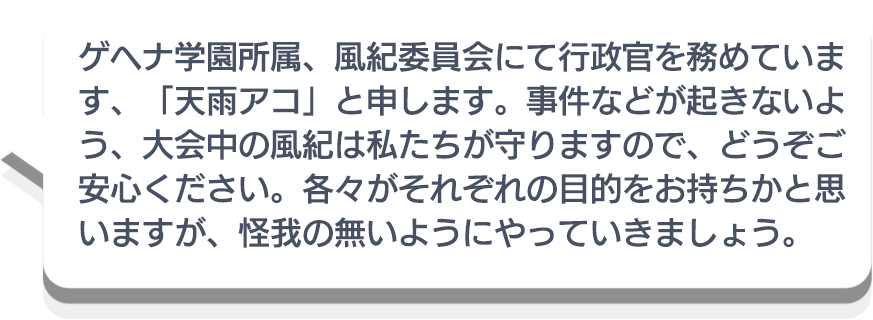 ゲヘナ学園所属、風紀委員会にて行政官を務めていま
す、「天雨アコ」と申します。事件などが起きないよ
う、大会中の風紀は私たちが守りますので、どうぞご
安心ください。各々がそれぞれの目的をお持ちかと思
いますが、怪我の無いようにやっていきましょう。